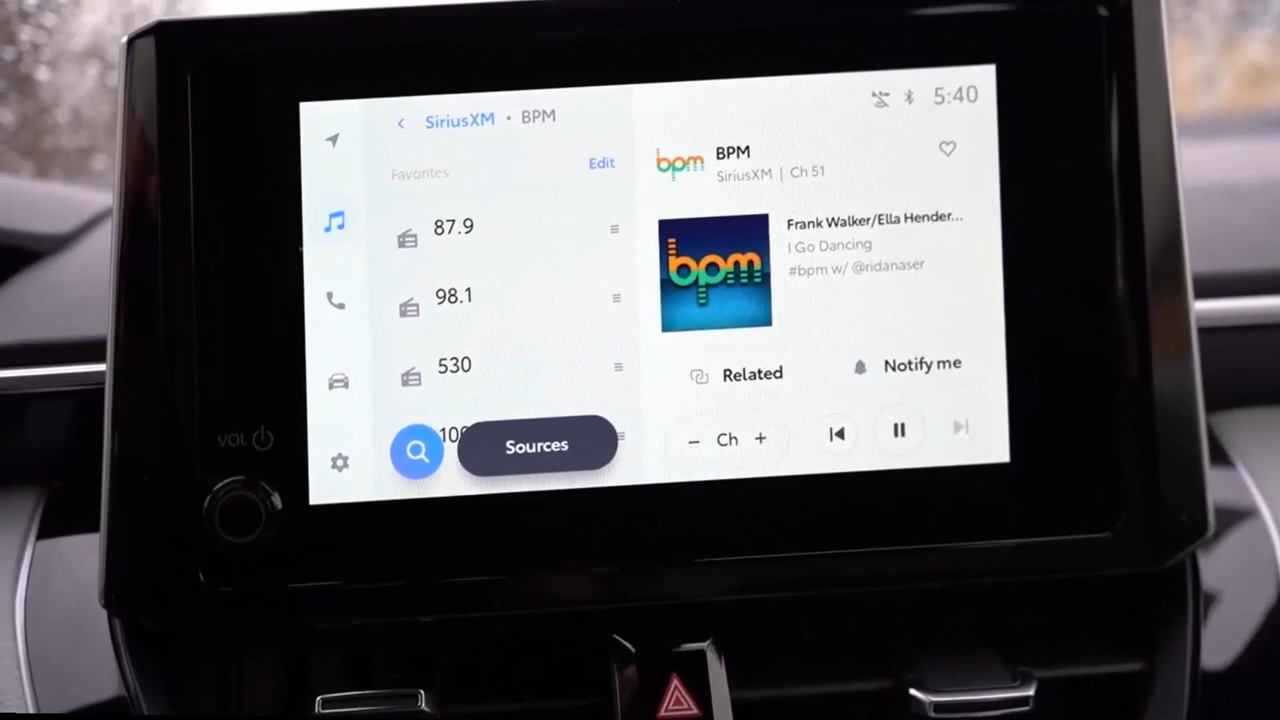 SiriusXM • BPM
5:40
Favorites
Edit
87.9
98.1
530
Sources
bpm
BPM
SiriusXM | Ch 51
bpm
Frank Walker/Ella Hender...
I Go Dancing
#bpm w/ @ridanaser
Related
Notify me
– Ch +
VOL